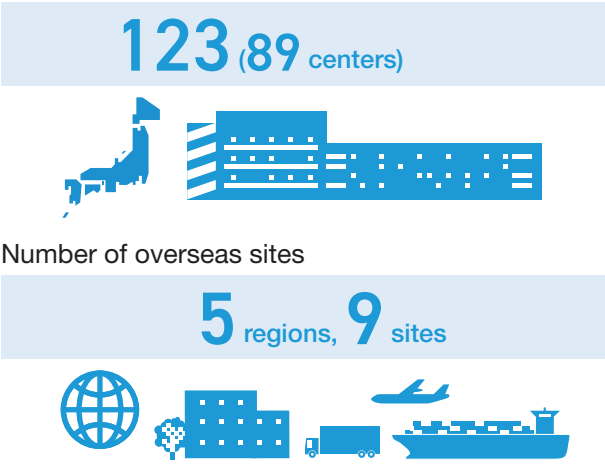 123 (89 centers)
Number of overseas sites
5 regions, 9 sites